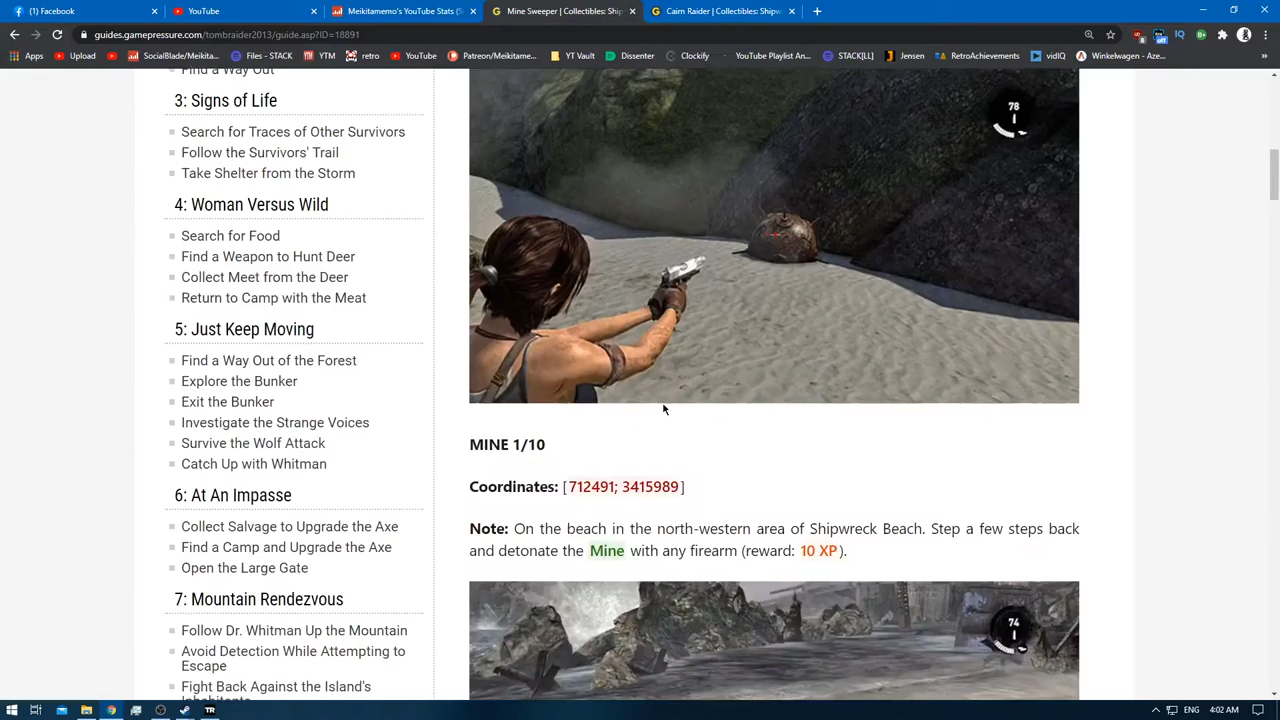 Facebook
YouTube
Meikitamemo's YouTube Stats (S
Mine Sweeper | Collectibles: Ship
Cairn Raider | Collectibles: Shipw
guides.gamepressure.com/tombraider2013/guide.asp?ID=18891
Apps
Upload
SocialBlade/Meikita...
Files - STACK
YTM
retro
YouTube
Patreon/Meikitame...
YT Vault
Dissenter
Clockify
YouTube Playlist An...
STACK[LL]
Jensen
RetroAchievements
vidIQ
Winkelwagen - Aze...
Find a Way Out
3: Signs of Life
Search for Traces of Other Survivors
Follow the Survivors' Trail
Take Shelter from the Storm
4: Woman Versus Wild
Search for Food
Find a Weapon to Hunt Deer
Collect Meet from the Deer
Return to Camp with the Meat
5: Just Keep Moving
Find a Way Out of the Forest
Explore the Bunker
Exit the Bunker
Investigate the Strange Voices
Survive the Wolf Attack
Catch Up with Whitman
6: At An Impasse
Collect Salvage to Upgrade the Axe
Find a Camp and Upgrade the Axe
Open the Large Gate
7: Mountain Rendezvous
Follow Dr. Whitman Up the Mountain
Avoid Detection While Attempting to
Escape
Fight Back Against the Island's
Inhabitants
78
MINE 1/10
Coordinates: [712491; 3415989]
Note: On the beach in the north-western area of Shipwreck Beach. Step a few steps back
and detonate the Mine with any firearm (reward: 10 XP).
74
ENG
4:02 AM